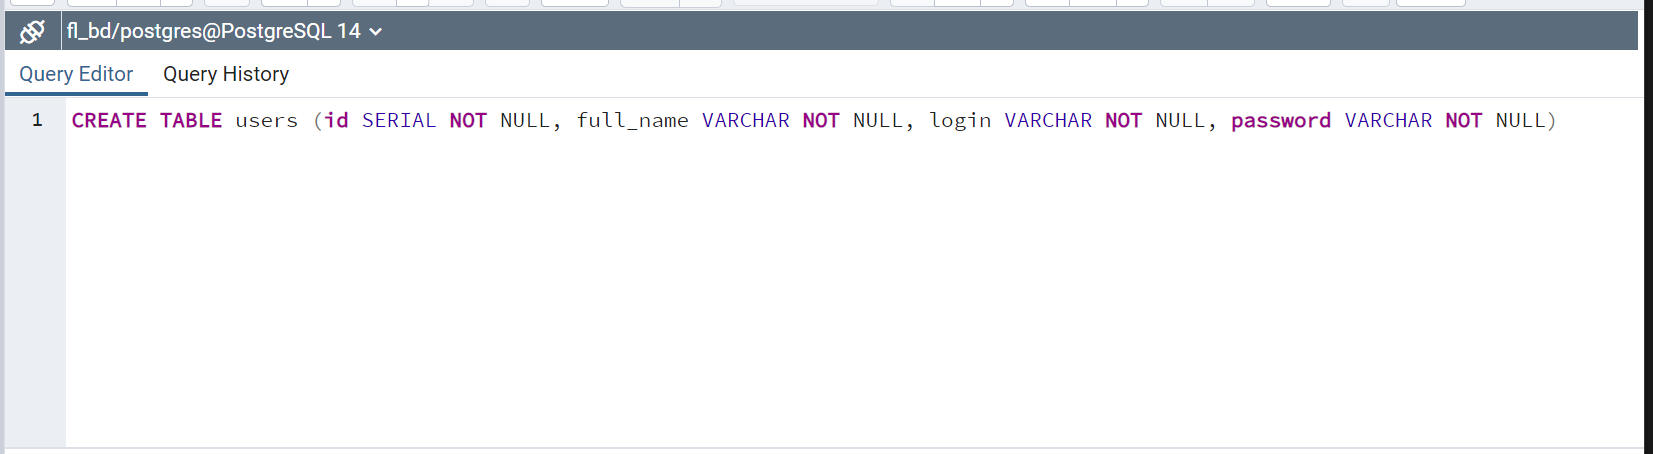 fl_bd/postgres@PostgreSQL 14
Query Editor Query History
1 CREATE TABLE users (id SERIAL NOT NULL, full_name VARCHAR NOT NULL, login VARCHAR NOT NULL, password VARCHAR NOT NULL)